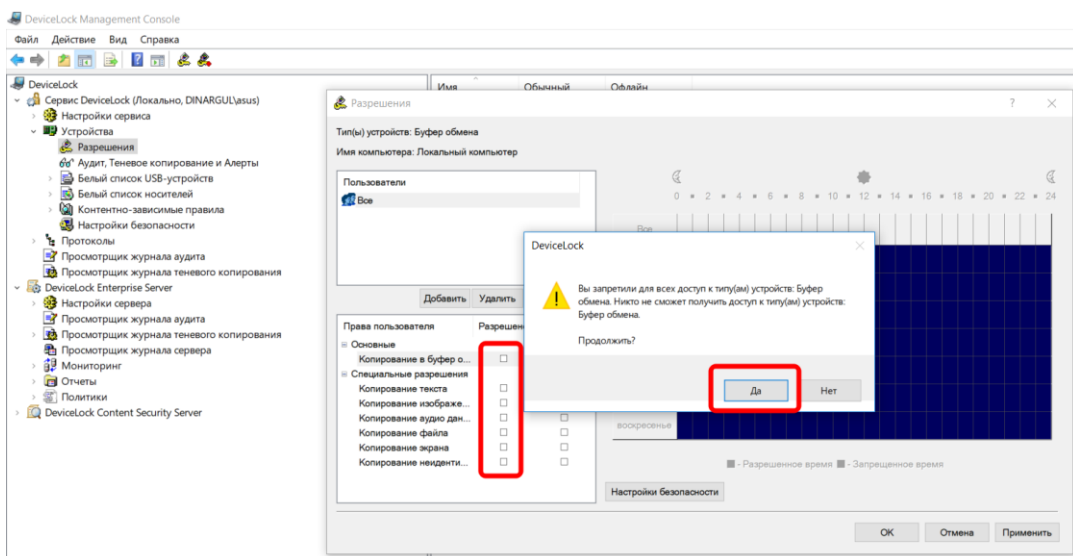 DeviceLock Management Console
Файл Действие Вид Справка
DeviceLock
Сервис DeviceLock (Локально, DINARGUL\asus)
Настройки сервиса
Устройства
Разрешения
Аудит, Теневое копирование и Алерты
Белый список USB-устройств
Белый список носителей
Контентно-зависимые правила
Настройки безопасности
Протоколы
Просмотрщик журнала аудита
Просмотрщик журнала теневого копирования
DeviceLock Enterprise Server
Настройки сервера
Просмотрщик журнала аудита
Просмотрщик журнала теневого копирования
Просмотрщик журнала сервера
Мониторинг
Отчеты
Политики
DeviceLock Content Security Server
Имя Обычный Офлайн
Разрешения ?
Тип(ы) устройств: Буфер обмена
Имя компьютера: Локальный компьютер
Пользователи
Все
Добавить Удалить
Права пользователя Разрешен
Основные
Копирование в буфер о...
Специальные разрешения
Копирование текста
Копирование изображе...
Копирование аудио дан...
Копирование файла
Копирование экрана
Копирование неиденти...
0 2 4 6 8 10 12 14 16 18 20 22 24
Все
воскресенье
- Разрешенное время - Запрещенное время
Настройки безопасности
OK Отмена Применить
DeviceLock
Вы запретили для всех доступ к типу(ам) устройств: Буфер
обмена. Никто не сможет получить доступ к типу(ам) устройств:
Буфер обмена.
Продолжить?
Да Нет